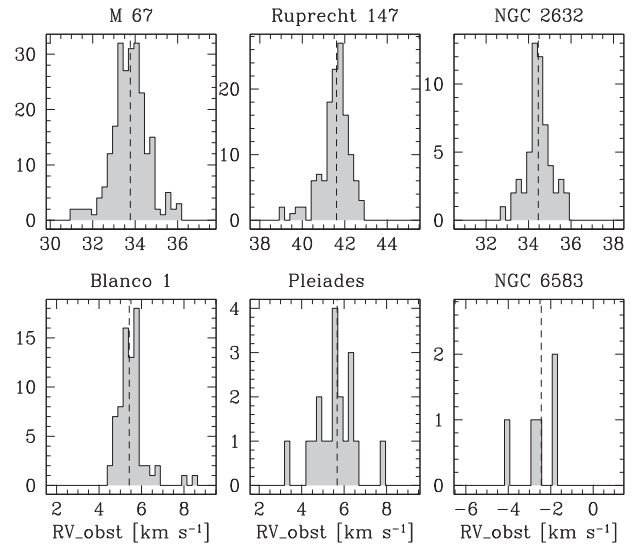 M 67 Ruprecht 147 NGC 2632
30 20 10 0
20 10 0
10 5 0
30 32 34 36
38 40 42 44
32 34 36 38
Blanco 1 Pleiades NGC 6583
15 10 5 0
4 3 2 1 0
2 1 0
2 4 6 8
2 4 6 8
−6 −4 −2 0
RV_obst [km s⁻¹] RV_obst [km s⁻¹] RV_obst [km s⁻¹]